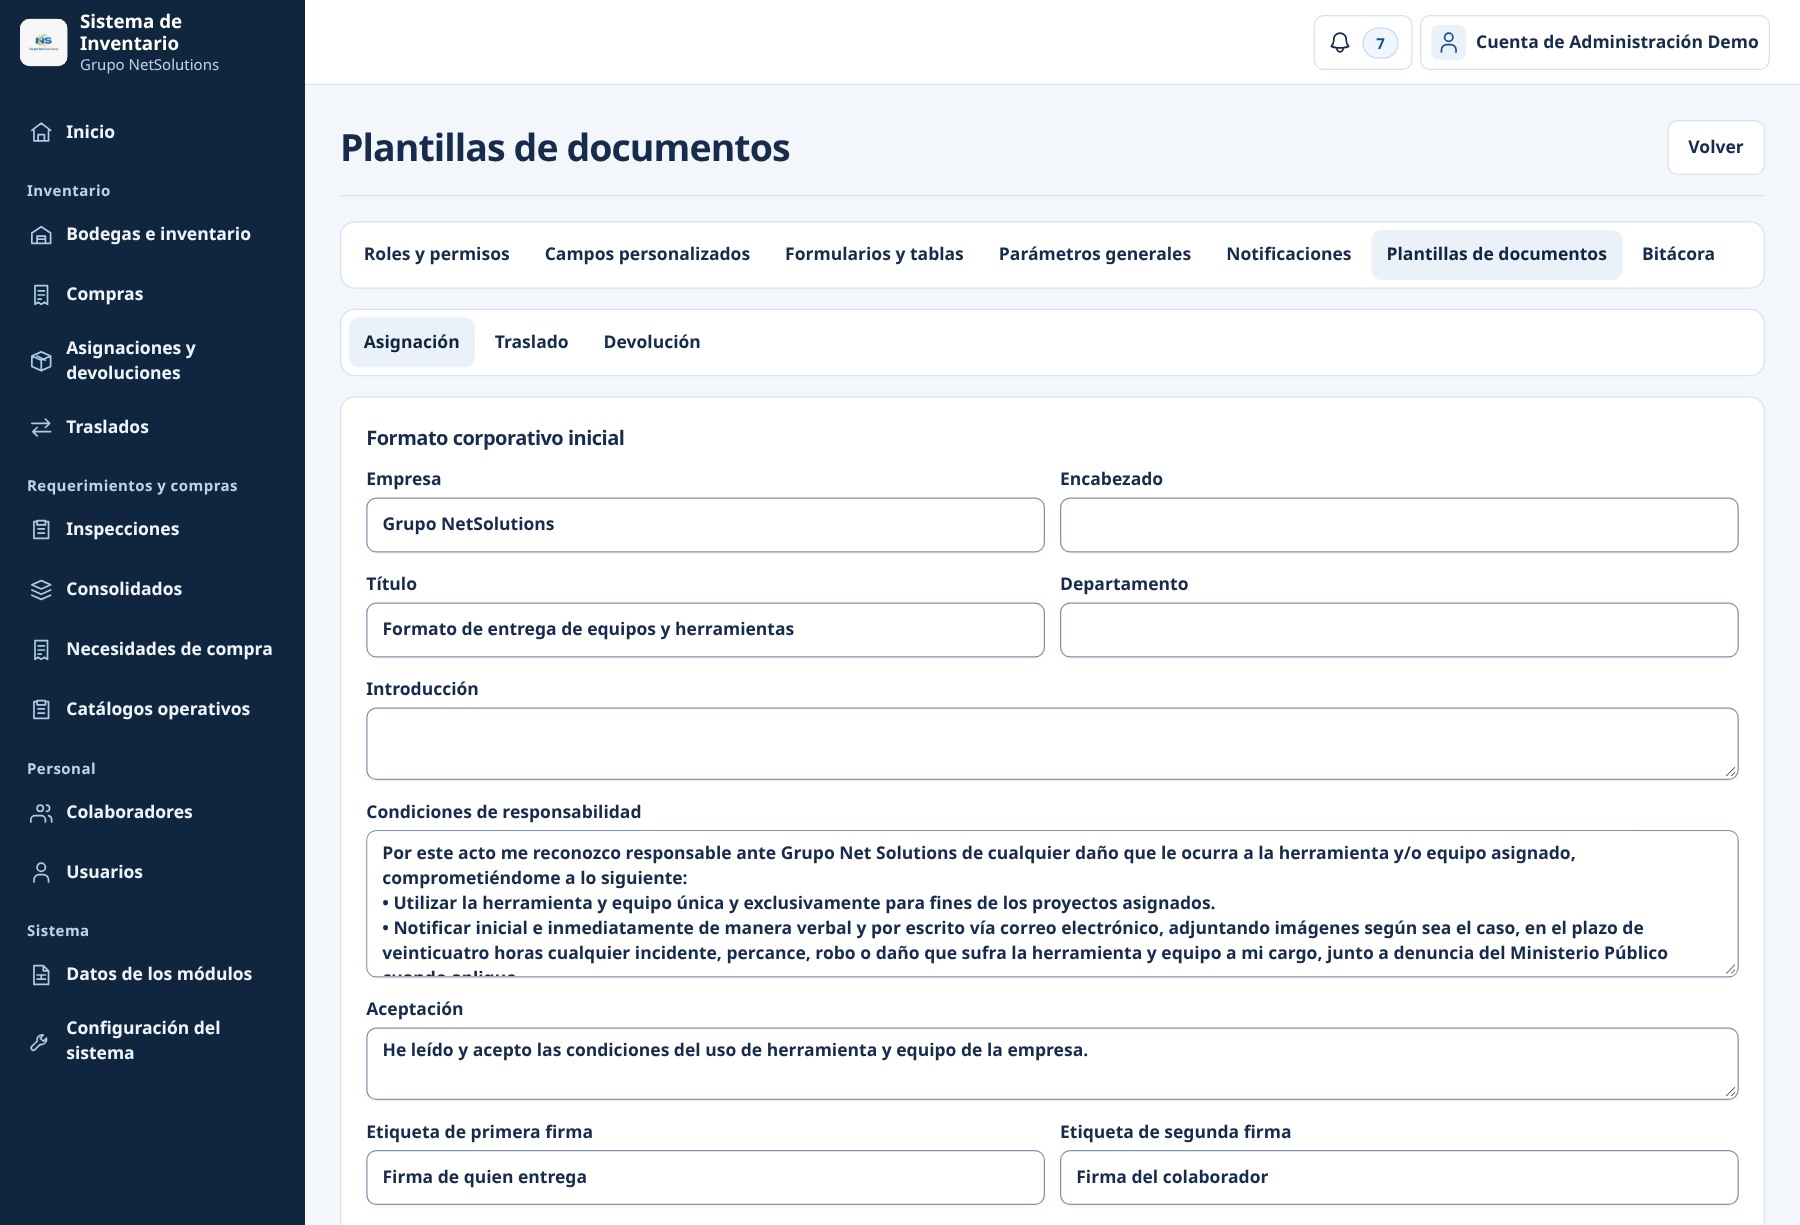 Sistema de
Inventario
Grupo NetSolutions
NS
7
Cuenta de Administración Demo
Inicio
Inventario
Bodegas e inventario
Compras
Asignaciones y
devoluciones
Traslados
Requerimientos y compras
Inspecciones
Consolidados
Necesidades de compra
Catálogos operativos
Personal
Colaboradores
Usuarios
Sistema
Datos de los módulos
Configuración del
sistema
Plantillas de documentos
Volver
Roles y permisos
Campos personalizados
Formularios y tablas
Parámetros generales
Notificaciones
Plantillas de documentos
Bitácora
Asignación
Traslado
Devolución
Formato corporativo inicial
Empresa
Encabezado
Grupo NetSolutions
Título
Departamento
Formato de entrega de equipos y herramientas
Introducción
Condiciones de responsabilidad
Por este acto me reconozco responsable ante Grupo Net Solutions de cualquier daño que le ocurra a la herramienta y/o equipo asignado,
comprometiéndome a lo siguiente:
• Utilizar la herramienta y equipo única y exclusivamente para fines de los proyectos asignados.
• Notificar inicial e inmediatamente de manera verbal y por escrito vía correo electrónico, adjuntando imágenes según sea el caso, en el plazo de
veinticuatro horas cualquier incidente, percance, robo o daño que sufra la herramienta y equipo a mi cargo, junto a denuncia del Ministerio Público
cuando aplique.
Aceptación
He leído y acepto las condiciones del uso de herramienta y equipo de la empresa.
Etiqueta de primera firma
Etiqueta de segunda firma
Firma de quien entrega
Firma del colaborador